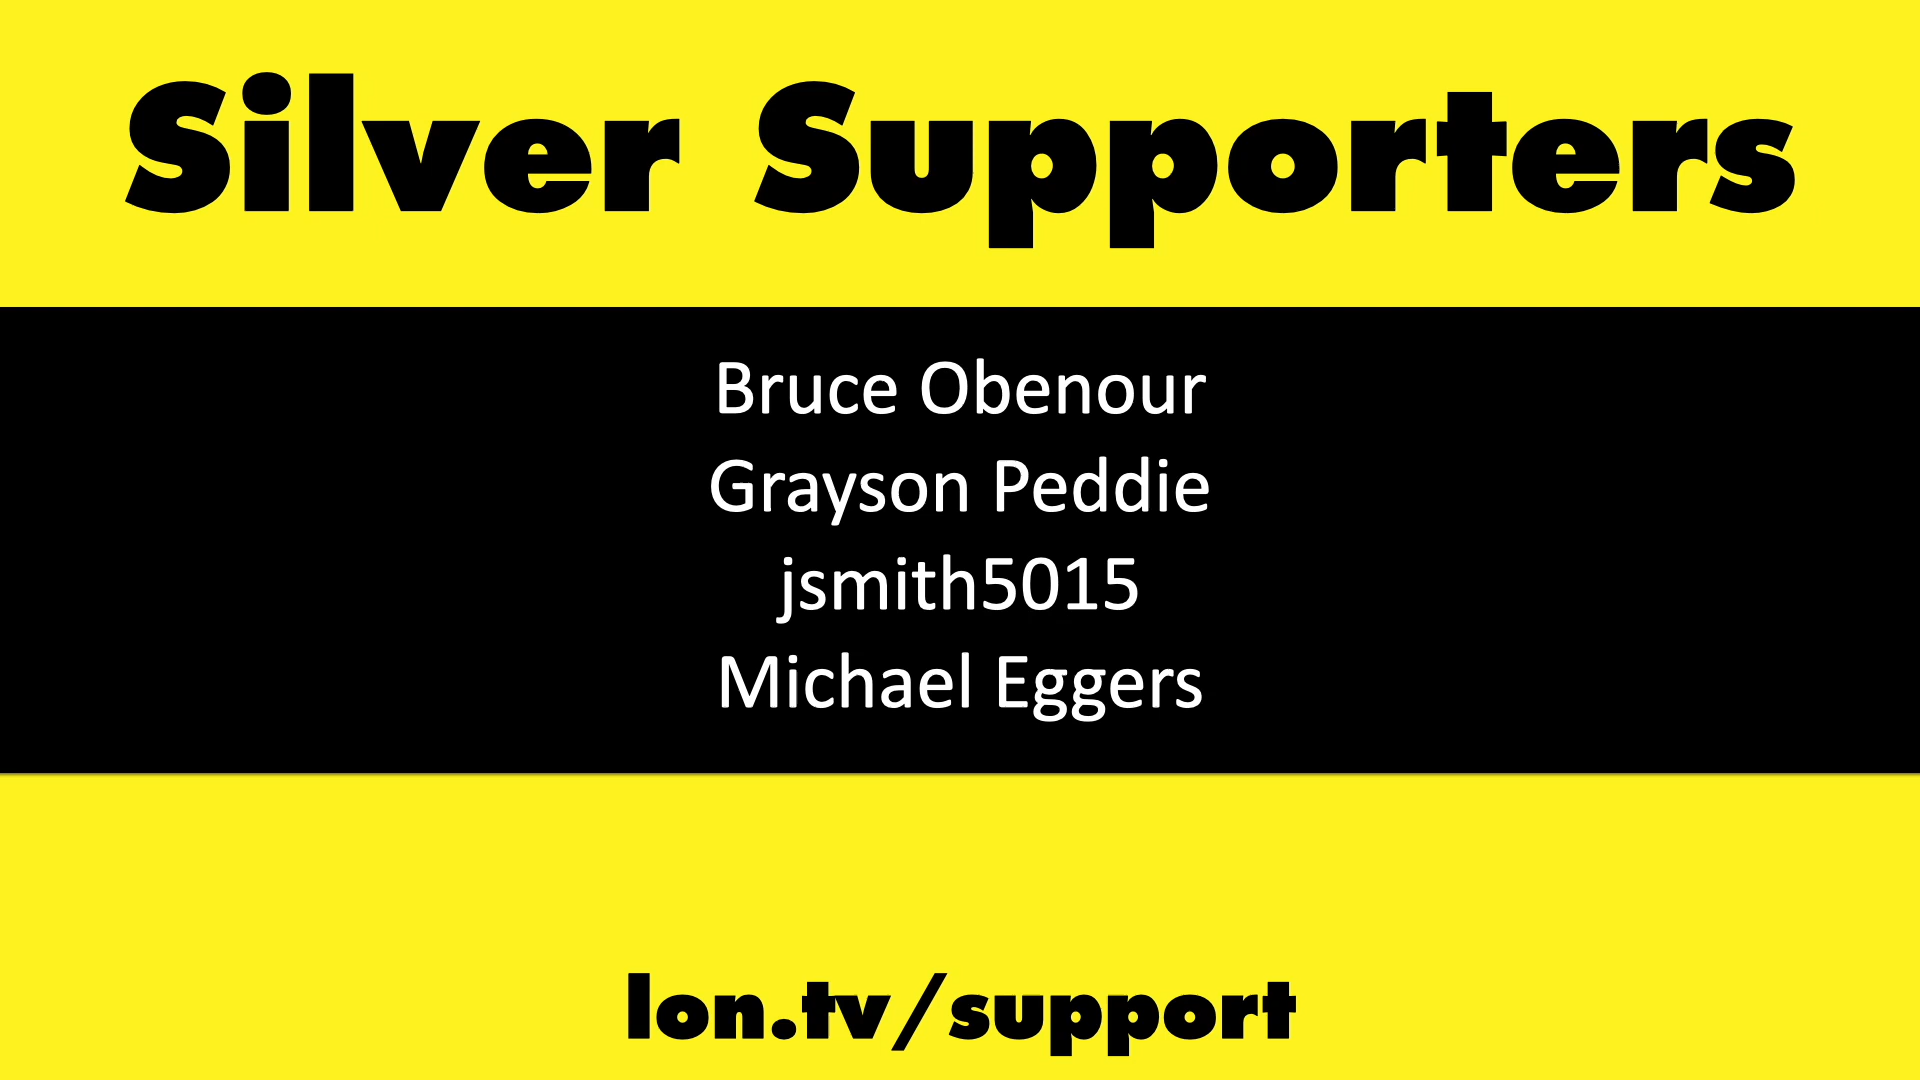 Silver Supporters
Bruce Obenour
Grayson Peddie
jsmith5015
Michael Eggers
lon.tv/support